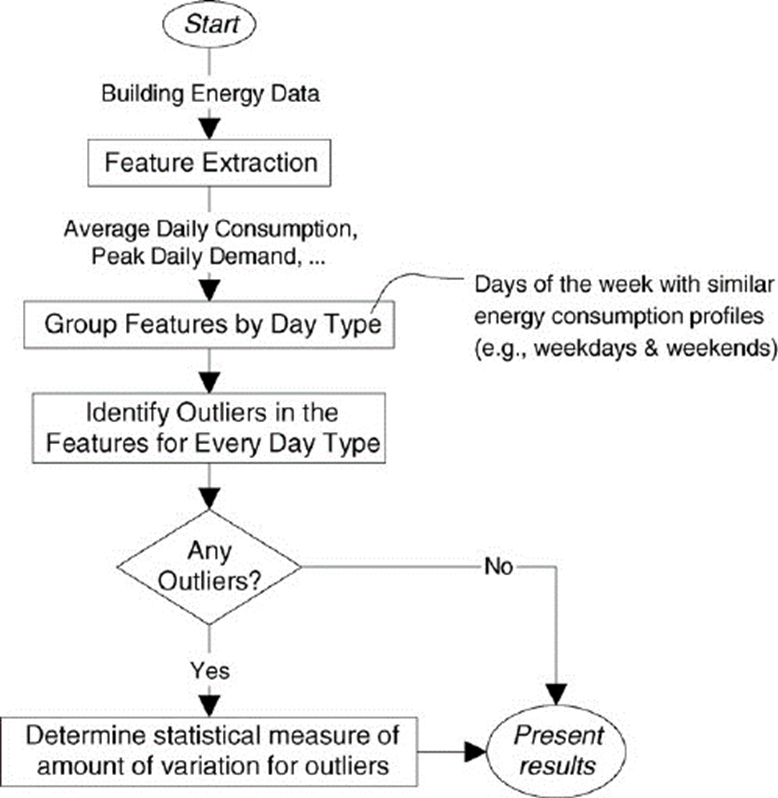 Start
Building Energy Data
Feature Extraction
Average Daily Consumption,
Peak Daily Demand, ...
Group Features by Day Type
Days of the week with similar
energy consumption profiles
(e.g., weekdays & weekends)
Identify Outliers in the
Features for Every Day Type
Any
Outliers?
No
Yes
Determine statistical measure of
amount of variation for outliers
Present
results